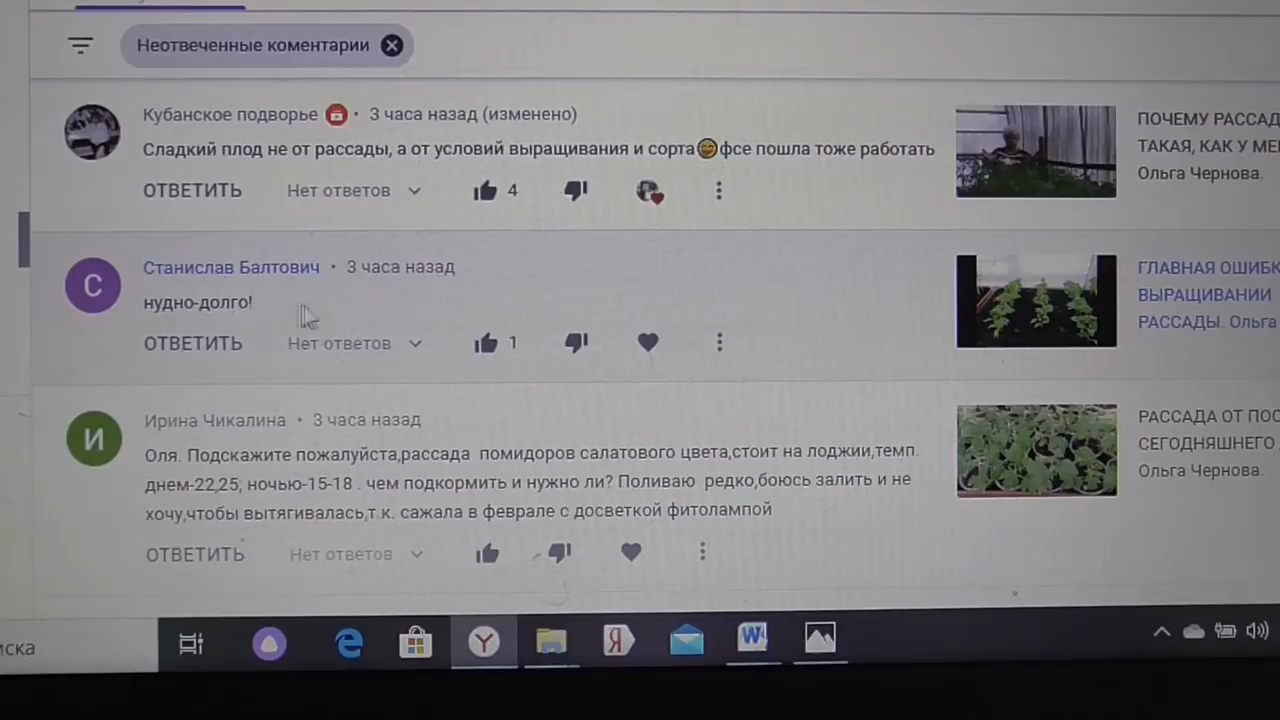 Неотвеченные коментарии
Кубанское подворье • 3 часа назад (изменено)
Сладкий плод не от рассады, а от условий выращивания и сорта😄фсе пошла тоже работать
ОТВЕТИТЬ Нет ответов 4
ПОЧЕМУ РАССАД
ТАКАЯ, КАК У МЕ
Ольга Чернова.
С
Станислав Балтович • 3 часа назад
нудно-долго!
ОТВЕТИТЬ Нет ответов 1
ГЛАВНАЯ ОШИБК
ВЫРАЩИВАНИИ
РАССАДЫ. Ольга
И
Ирина Чикалина • 3 часа назад
Оля. Подскажите пожалуйста,рассада помидоров салатового цвета,стоит на лоджии,темп.
днем-22,25; ночью-15-18 . чем подкормить и нужно ли? Поливаю редко,боюсь залить и не
хочу,чтобы вытягивалась,т.к. сажала в феврале с досветкой фитолампой
ОТВЕТИТЬ Нет ответов
РАССАДА ОТ ПОС
СЕГОДНЯШНЕГО
Ольга Чернова.
иска